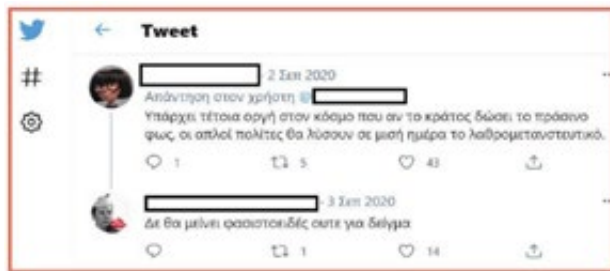 Tweet
2 Σεπ 2020
Απάντηση στον χρήστη @
Υπάρχει τέτοια οργή στον κόσμο που αν το κράτος δώσει το πράσινο
φως, οι απλοί πολίτες θα λύσουν σε μισή ημέρα το λαθρομεταναστευτικό.
1 5 43
- 3 Σεπ 2020
Δε θα μείνει φασιστοειδές ουτε για δείγμα
1 14